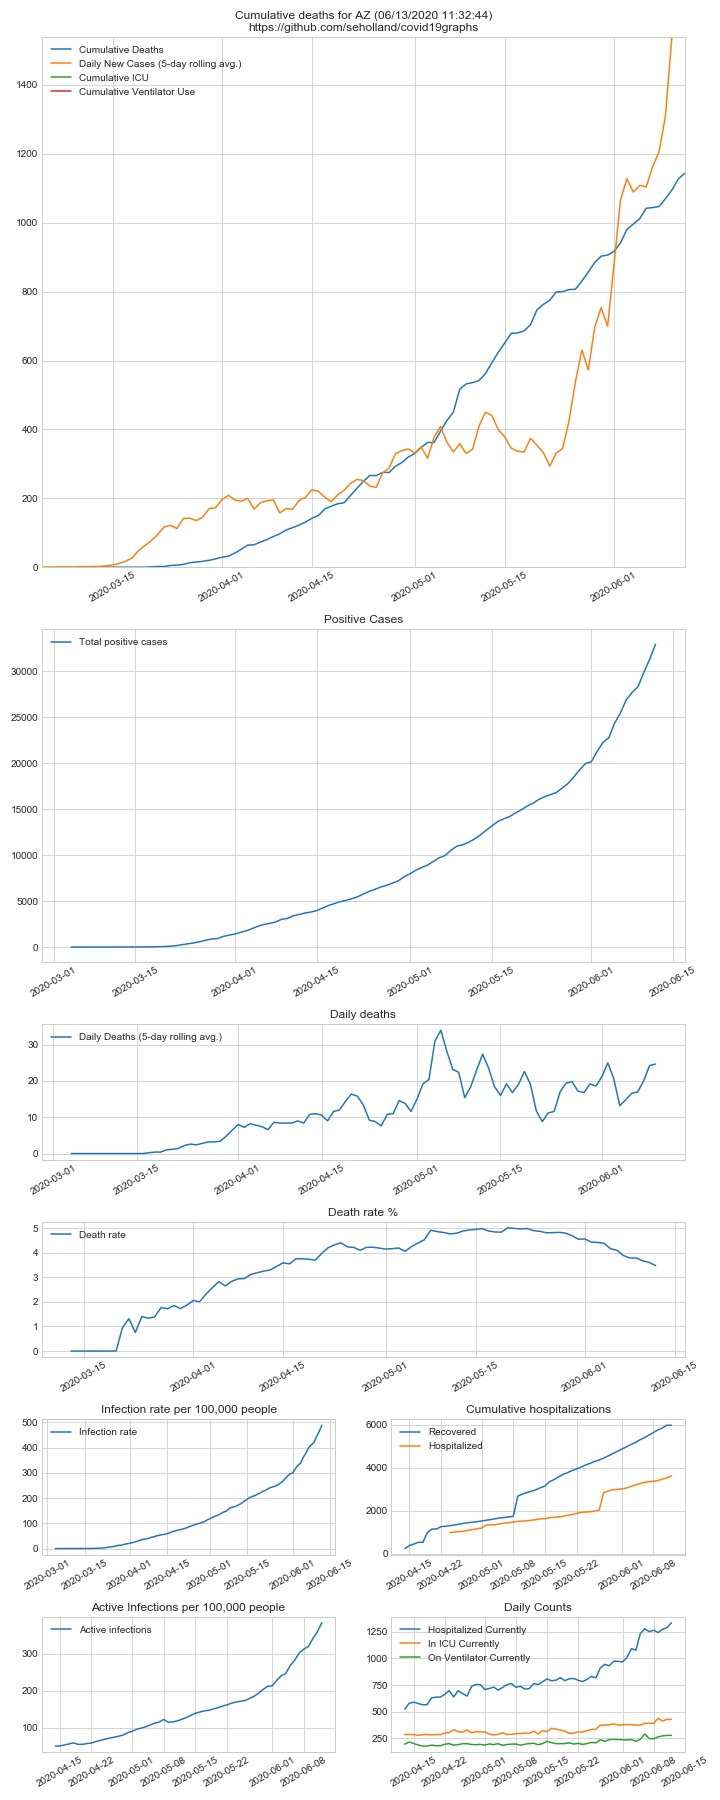 Cumulative deaths for AZ (06/13/2020 11:32:44)
https://github.com/seholland/covid19graphs
Cumulative Deaths
Daily New Cases (5-day rolling avg.)
Cumulative ICU
Cumulative Ventilator Use
1400
1200
1000
800
600
400
200
0
2020-03-15 2020-04-01 2020-04-15 2020-05-01 2020-05-15 2020-06-01
Positive Cases
Total positive cases
30000
25000
20000
15000
10000
5000
0
2020-03-01 2020-03-15 2020-04-01 2020-04-15 2020-05-01 2020-05-15 2020-06-01 2020-06-15
Daily deaths
Daily Deaths (5-day rolling avg.)
30
20
10
0
2020-03-01 2020-03-15 2020-04-01 2020-04-15 2020-05-01 2020-05-15 2020-06-01
Death rate %
Death rate
5
4
3
2
1
0
2020-03-15 2020-04-01 2020-04-15 2020-05-01 2020-05-15 2020-06-01 2020-06-15
Infection rate per 100,000 people
Infection rate
500
400
300
200
100
0
2020-03-01 2020-03-15 2020-04-01 2020-04-15 2020-05-01 2020-05-15 2020-06-01 2020-06-15
Cumulative hospitalizations
Recovered
Hospitalized
6000
4000
2000
0
2020-04-15 2020-04-22 2020-05-01 2020-05-08 2020-05-15 2020-05-22 2020-06-01 2020-06-08
Active Infections per 100,000 people
Active infections
300
200
100
2020-04-15 2020-04-22 2020-05-01 2020-05-08 2020-05-15 2020-05-22 2020-06-01 2020-06-08
Daily Counts
Hospitalized Currently
In ICU Currently
On Ventilator Currently
1250
1000
750
500
250
2020-04-15 2020-04-22 2020-05-01 2020-05-08 2020-05-15 2020-05-22 2020-06-01 2020-06-08 2020-06-15